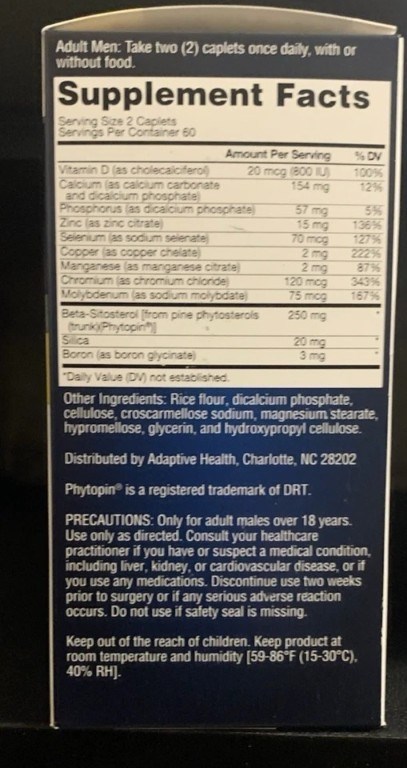 Adult Men: Take two (2) caplets once daily, with or
without food.
Supplement Facts
Serving Size 2 Caplets
Servings Per Container 60
Amount Per Serving % DV
Vitamin D (as cholecalciferol) 20 mcg (800 IU) 100%
Calcium (as calcium carbonate 154 mg 12%
and dicalcium phosphate)
Phosphorus (as dicalcium phosphate) 57 mg 5%
Zinc (as zinc citrate) 15 mg 136%
Selenium (as sodium selenate) 70 mcg 127%
Copper (as copper chelate) 2 mg 222%
Manganese (as manganese citrate) 2 mg 87%
Chromium (as chromium chloride) 120 mcg 343%
Molybdenum (as sodium molybdate) 75 mcg 167%
Beta-Sitosterol [from pine phytosterols 250 mg *
(trunk)(Phytopin®)]
Silica 20 mg *
Boron (as boron glycinate) 3 mg *
*Daily Value (DV) not established.
Other Ingredients: Rice flour, dicalcium phosphate,
cellulose, croscarmellose sodium, magnesium stearate,
hypromellose, glycerin, and hydroxypropyl cellulose.
Distributed by Adaptive Health, Charlotte, NC 28202
Phytopin® is a registered trademark of DRT.
PRECAUTIONS: Only for adult males over 18 years.
Use only as directed. Consult your healthcare
practitioner if you have or suspect a medical condition,
including liver, kidney, or cardiovascular disease, or if
you use any medications. Discontinue use two weeks
prior to surgery or if any serious adverse reaction
occurs. Do not use if safety seal is missing.
Keep out of the reach of children. Keep product at
room temperature and humidity [59-86°F (15-30°C),
40% RH].